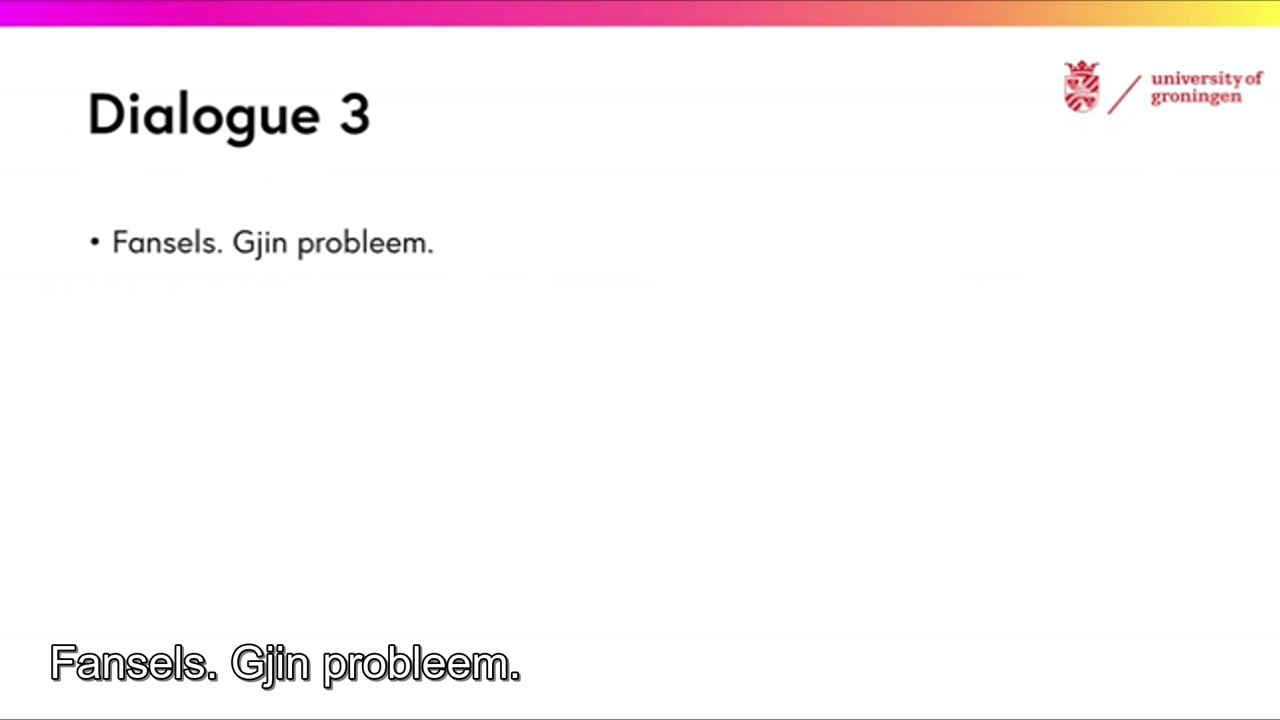 Dialogue 3
university of
groningen
• Fansels. Gjin probleem.
Fansels. Gjin probleem.